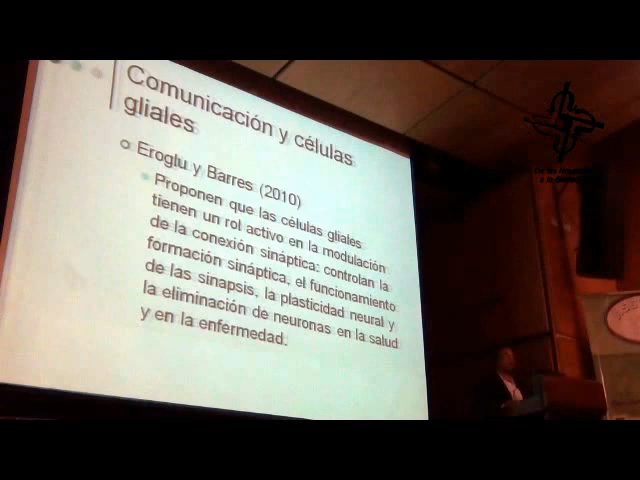 Comunicación y células
gliales
Eroglu y Barres (2010)
Proponen que las células gliales
tienen un rol activo en la modulación
de la conexión sináptica: controlan la
formación sináptica, el funcionamiento
de las sinapsis, la plasticidad neural y
la eliminación de neuronas en la salud
y en la enfermedad.